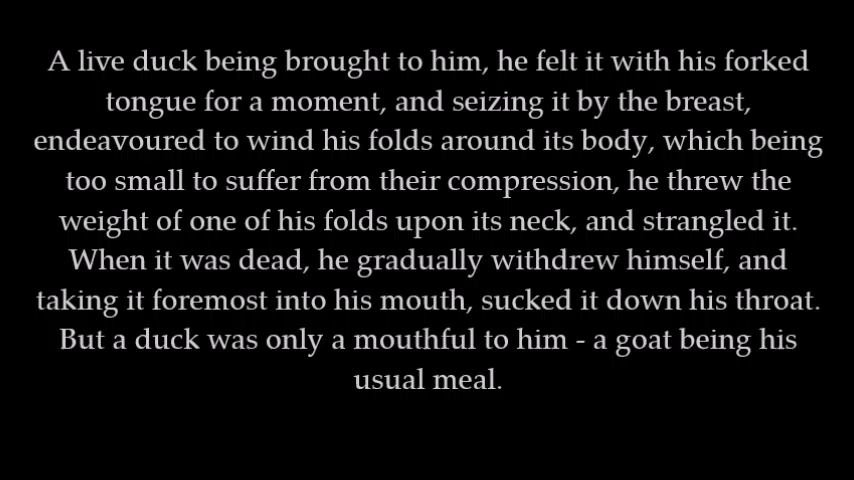 A live duck being brought to him, he felt it with his forked
tongue for a moment, and seizing it by the breast,
endeavoured to wind his folds around its body, which being
too small to suffer from their compression, he threw the
weight of one of his folds upon its neck, and strangled it.
When it was dead, he gradually withdrew himself, and
taking it foremost into his mouth, sucked it down his throat.
But a duck was only a mouthful to him - a goat being his
usual meal.